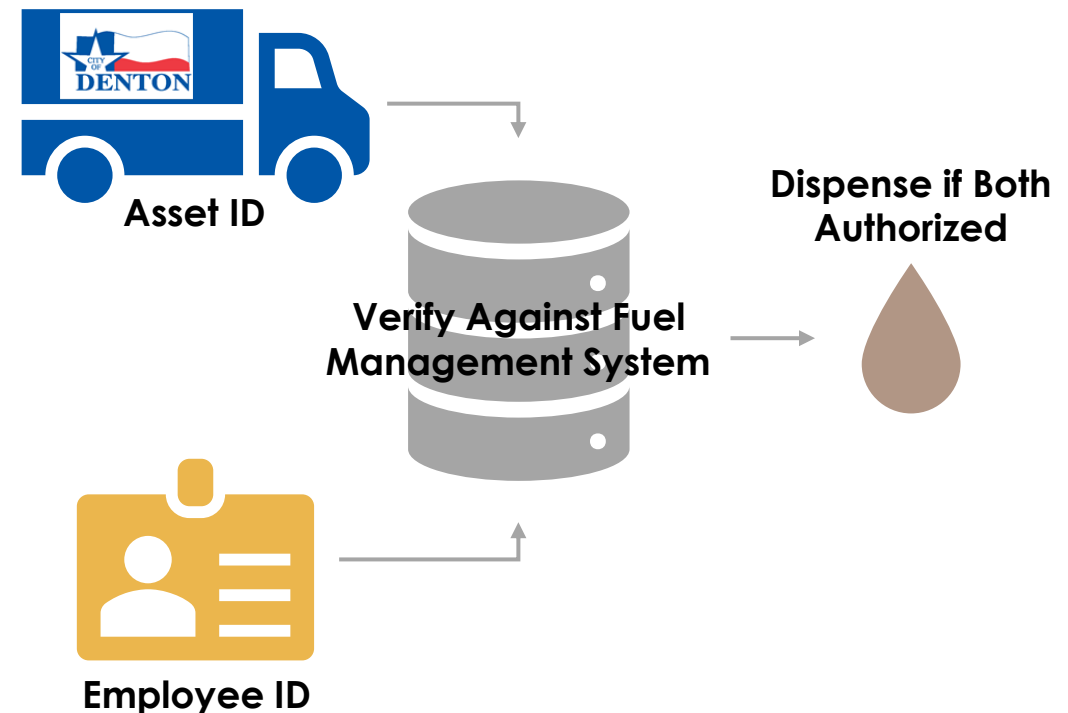 CITY
OF
DENTON
Asset ID
Dispense if Both
Authorized
Verify Against Fuel
Management System
Employee ID